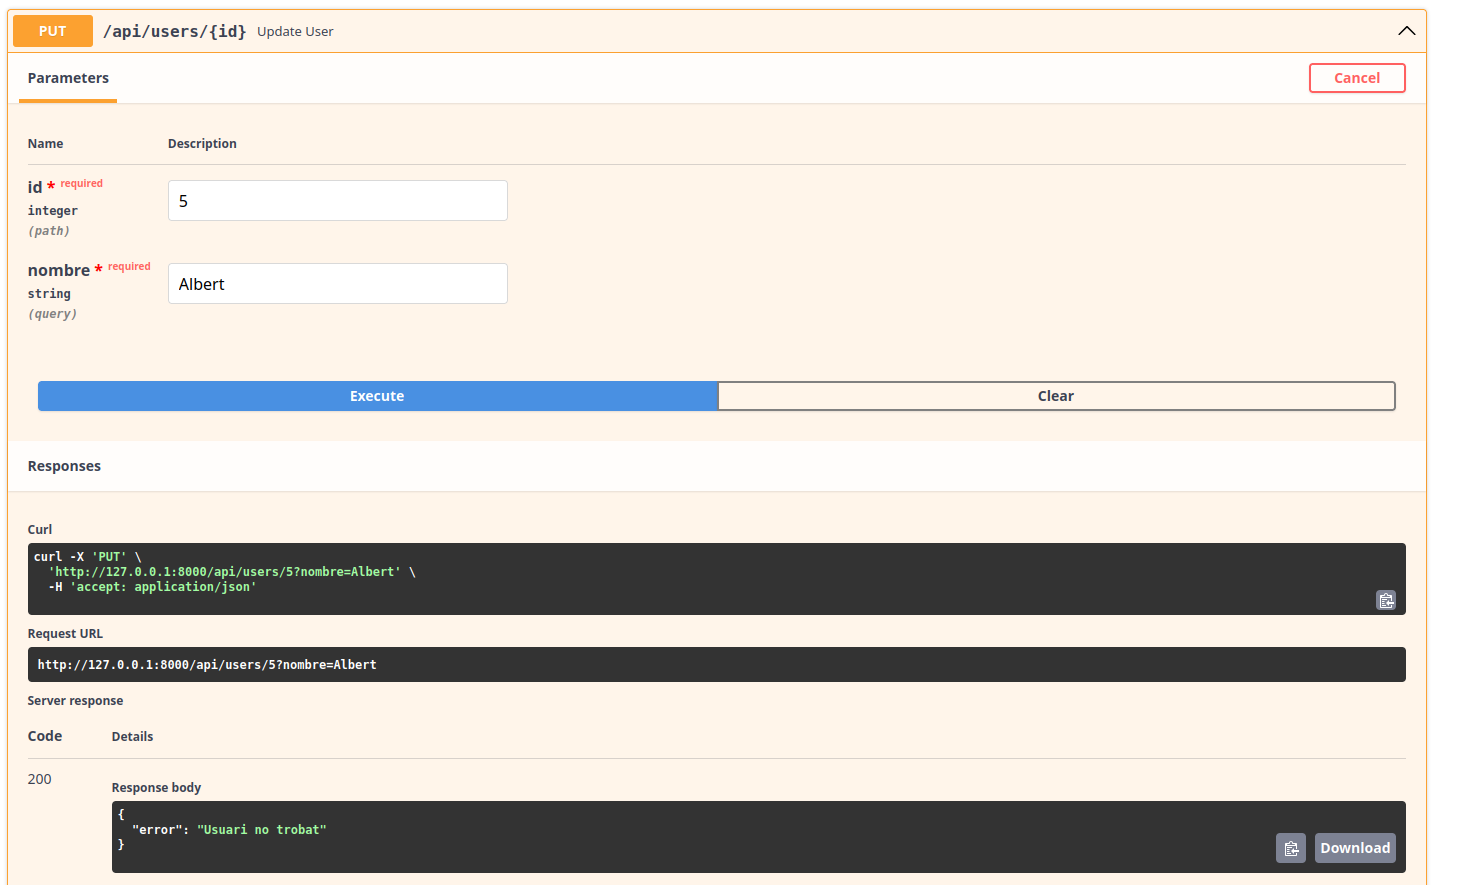 PUT /api/users/{id} Update User
Parameters
Cancel
Name Description
id * required
integer
(path)
5
nombre * required
string
(query)
Albert
Execute Clear
Responses
Curl
curl -X 'PUT' \
'http://127.0.0.1:8000/api/users/5?nombre=Albert' \
-H 'accept: application/json'
Request URL
http://127.0.0.1:8000/api/users/5?nombre=Albert
Server response
Code Details
200
Response body
{
"error": "Usuari no trobat"
}
Download